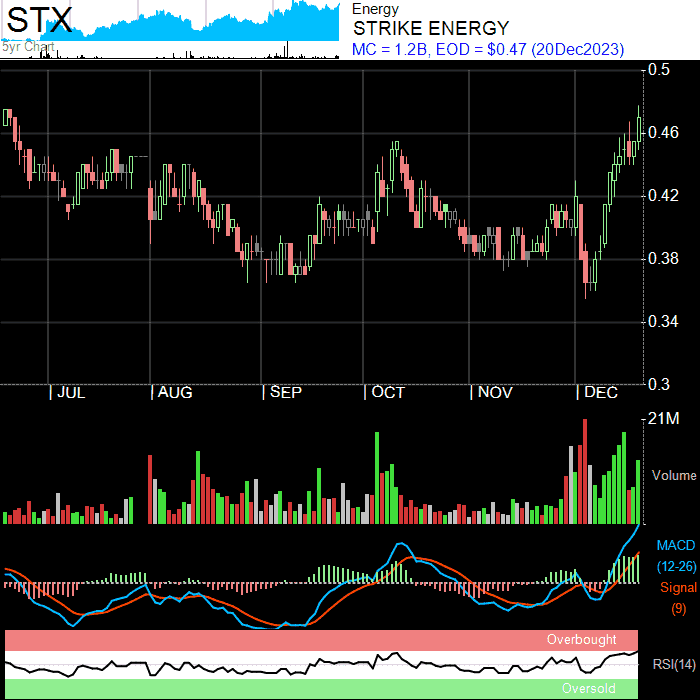 STX
5yr Chart
Energy
STRIKE ENERGY
MC = 1.2B, EOD = $0.47 (20Dec2023)
0.5
0.46
0.42
0.38
0.34
0.3
JUL AUG SEP OCT NOV DEC
21M
Volume
MACD
(12-26)
Signal
(9)
Overbought
RSI(14)
Oversold